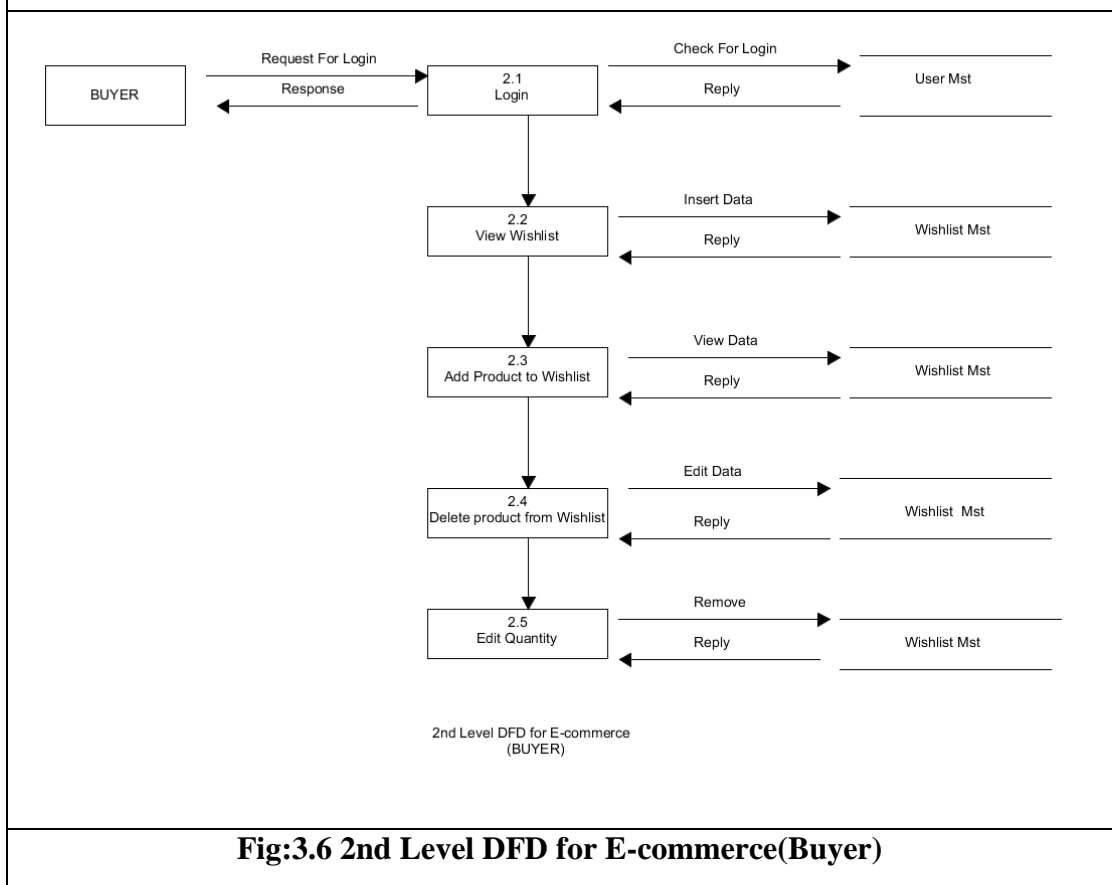 Request For Login
Check For Login
BUYER
2.1
Login
User Mst
Response
Reply
2.2
View Wishlist
Insert Data
Reply
Wishlist Mst
2.3
Add Product to Wishlist
View Data
Reply
Wishlist Mst
2.4
Delete product from Wishlist
Edit Data
Reply
Wishlist Mst
2.5
Edit Quantity
Remove
Reply
Wishlist Mst
2nd Level DFD for E-commerce
(BUYER)
Fig:3.6 2nd Level DFD for E-commerce(Buyer)